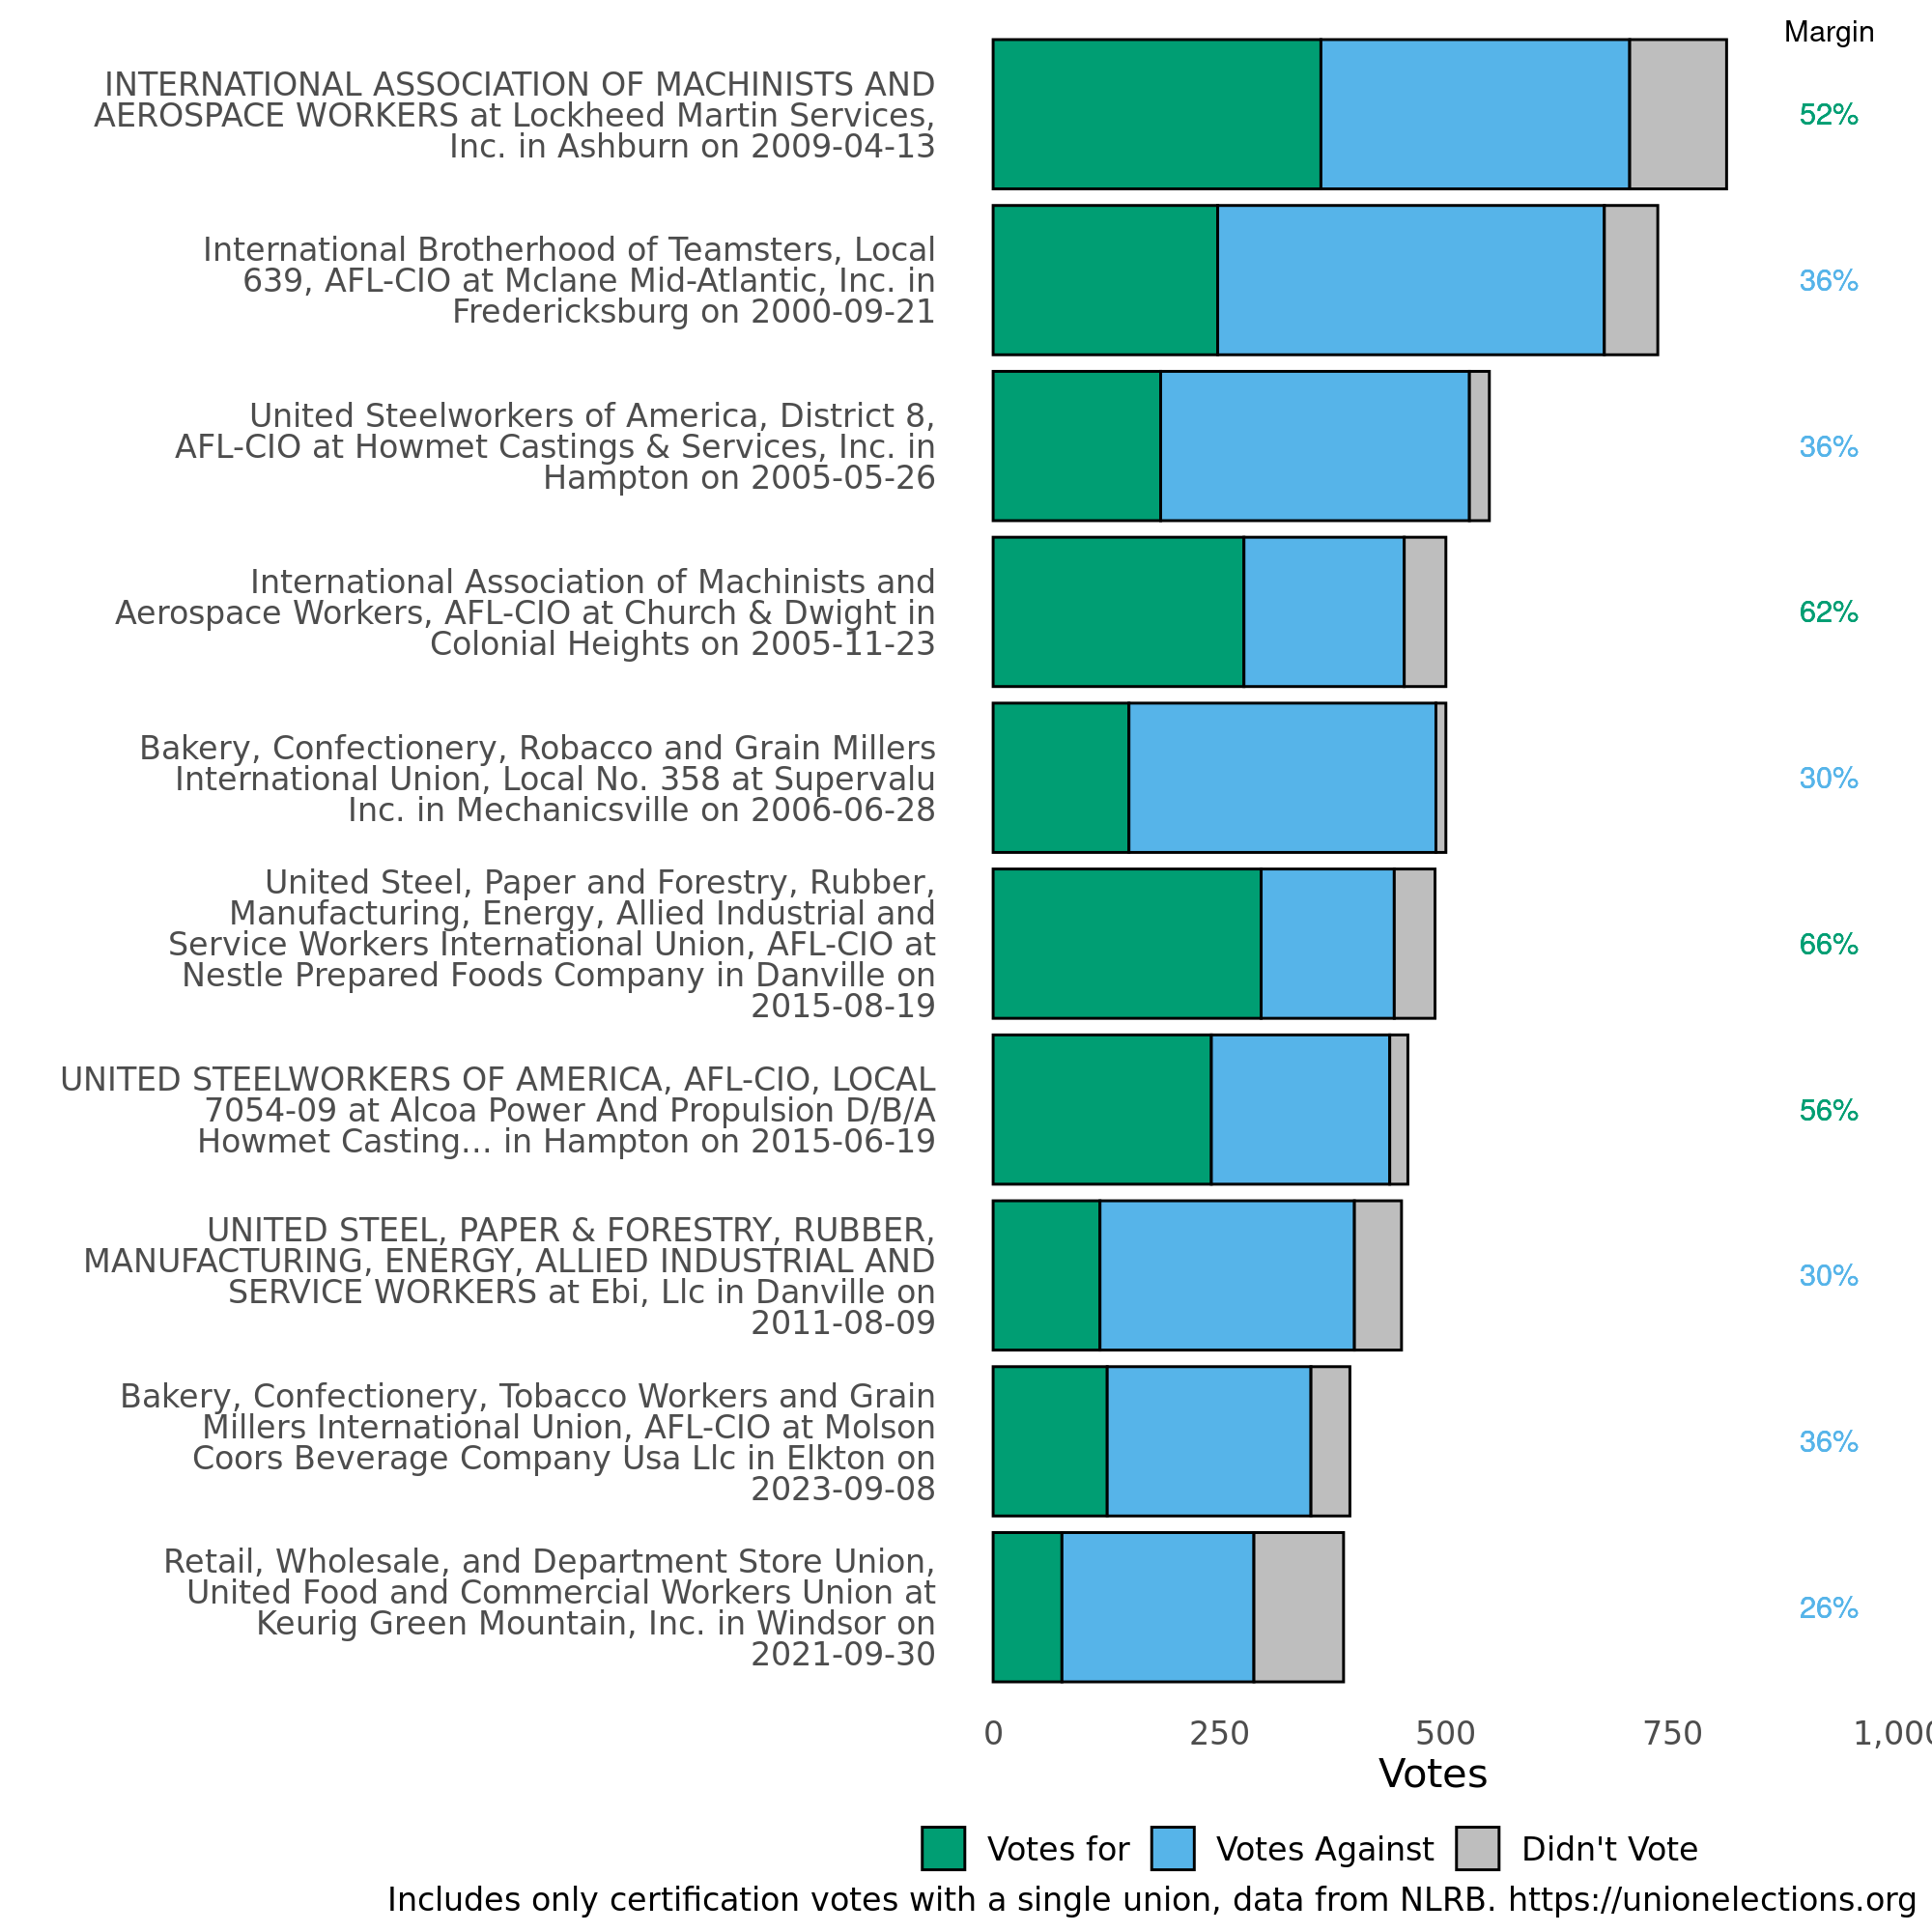 Margin
INTERNATIONAL ASSOCIATION OF MACHINISTS AND
AEROSPACE WORKERS at Lockheed Martin Services,
Inc. in Ashburn on 2009-04-13
52%
International Brotherhood of Teamsters, Local
639, AFL-CIO at Mclane Mid-Atlantic, Inc. in
Fredericksburg on 2000-09-21
36%
United Steelworkers of America, District 8,
AFL-CIO at Howmet Castings & Services, Inc. in
Hampton on 2005-05-26
36%
International Association of Machinists and
Aerospace Workers, AFL-CIO at Church & Dwight in
Colonial Heights on 2005-11-23
62%
Bakery, Confectionery, Robacco and Grain Millers
International Union, Local No. 358 at Supervalu
Inc. in Mechanicsville on 2006-06-28
30%
United Steel, Paper and Forestry, Rubber,
Manufacturing, Energy, Allied Industrial and
Service Workers International Union, AFL-CIO at
Nestle Prepared Foods Company in Danville on
2015-08-19
66%
UNITED STEELWORKERS OF AMERICA, AFL-CIO, LOCAL
7054-09 at Alcoa Power And Propulsion D/B/A
Howmet Casting... in Hampton on 2015-06-19
56%
UNITED STEEL, PAPER & FORESTRY, RUBBER,
MANUFACTURING, ENERGY, ALLIED INDUSTRIAL AND
SERVICE WORKERS at Ebi, Llc in Danville on
2011-08-09
30%
Bakery, Confectionery, Tobacco Workers and Grain
Millers International Union, AFL-CIO at Molson
Coors Beverage Company Usa Llc in Elkton on
2023-09-08
36%
Retail, Wholesale, and Department Store Union,
United Food and Commercial Workers Union at
Keurig Green Mountain, Inc. in Windsor on
2021-09-30
26%
0 250 500 750 1,000
Votes
Votes for Votes Against Didn't Vote
Includes only certification votes with a single union, data from NLRB. https://unionelections.org